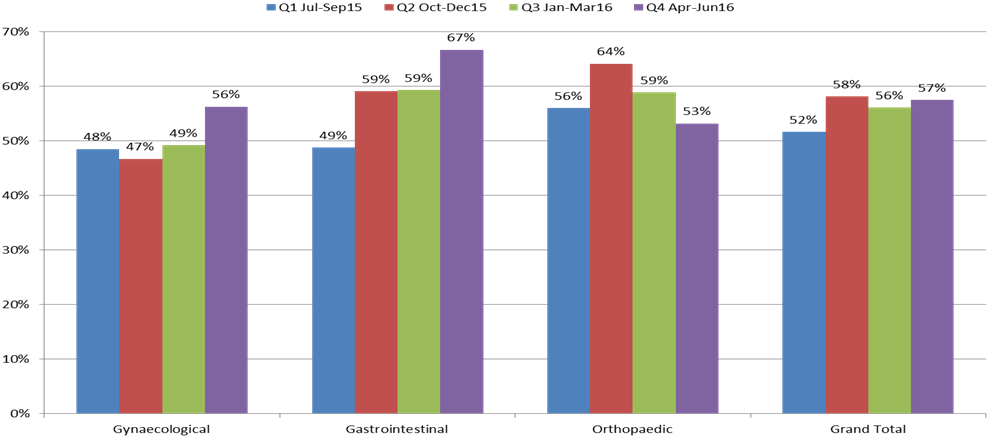 Q1 Jul-Sep15 Q2 Oct-Dec15 Q3 Jan-Mar16 Q4 Apr-Jun16
70%
60%
50%
40%
30%
20%
10%
0%
48% 47% 49% 56%
49% 59% 59% 67%
56% 64% 59% 53%
52% 58% 56% 57%
Gynaecological Gastrointestinal Orthopaedic Grand Total